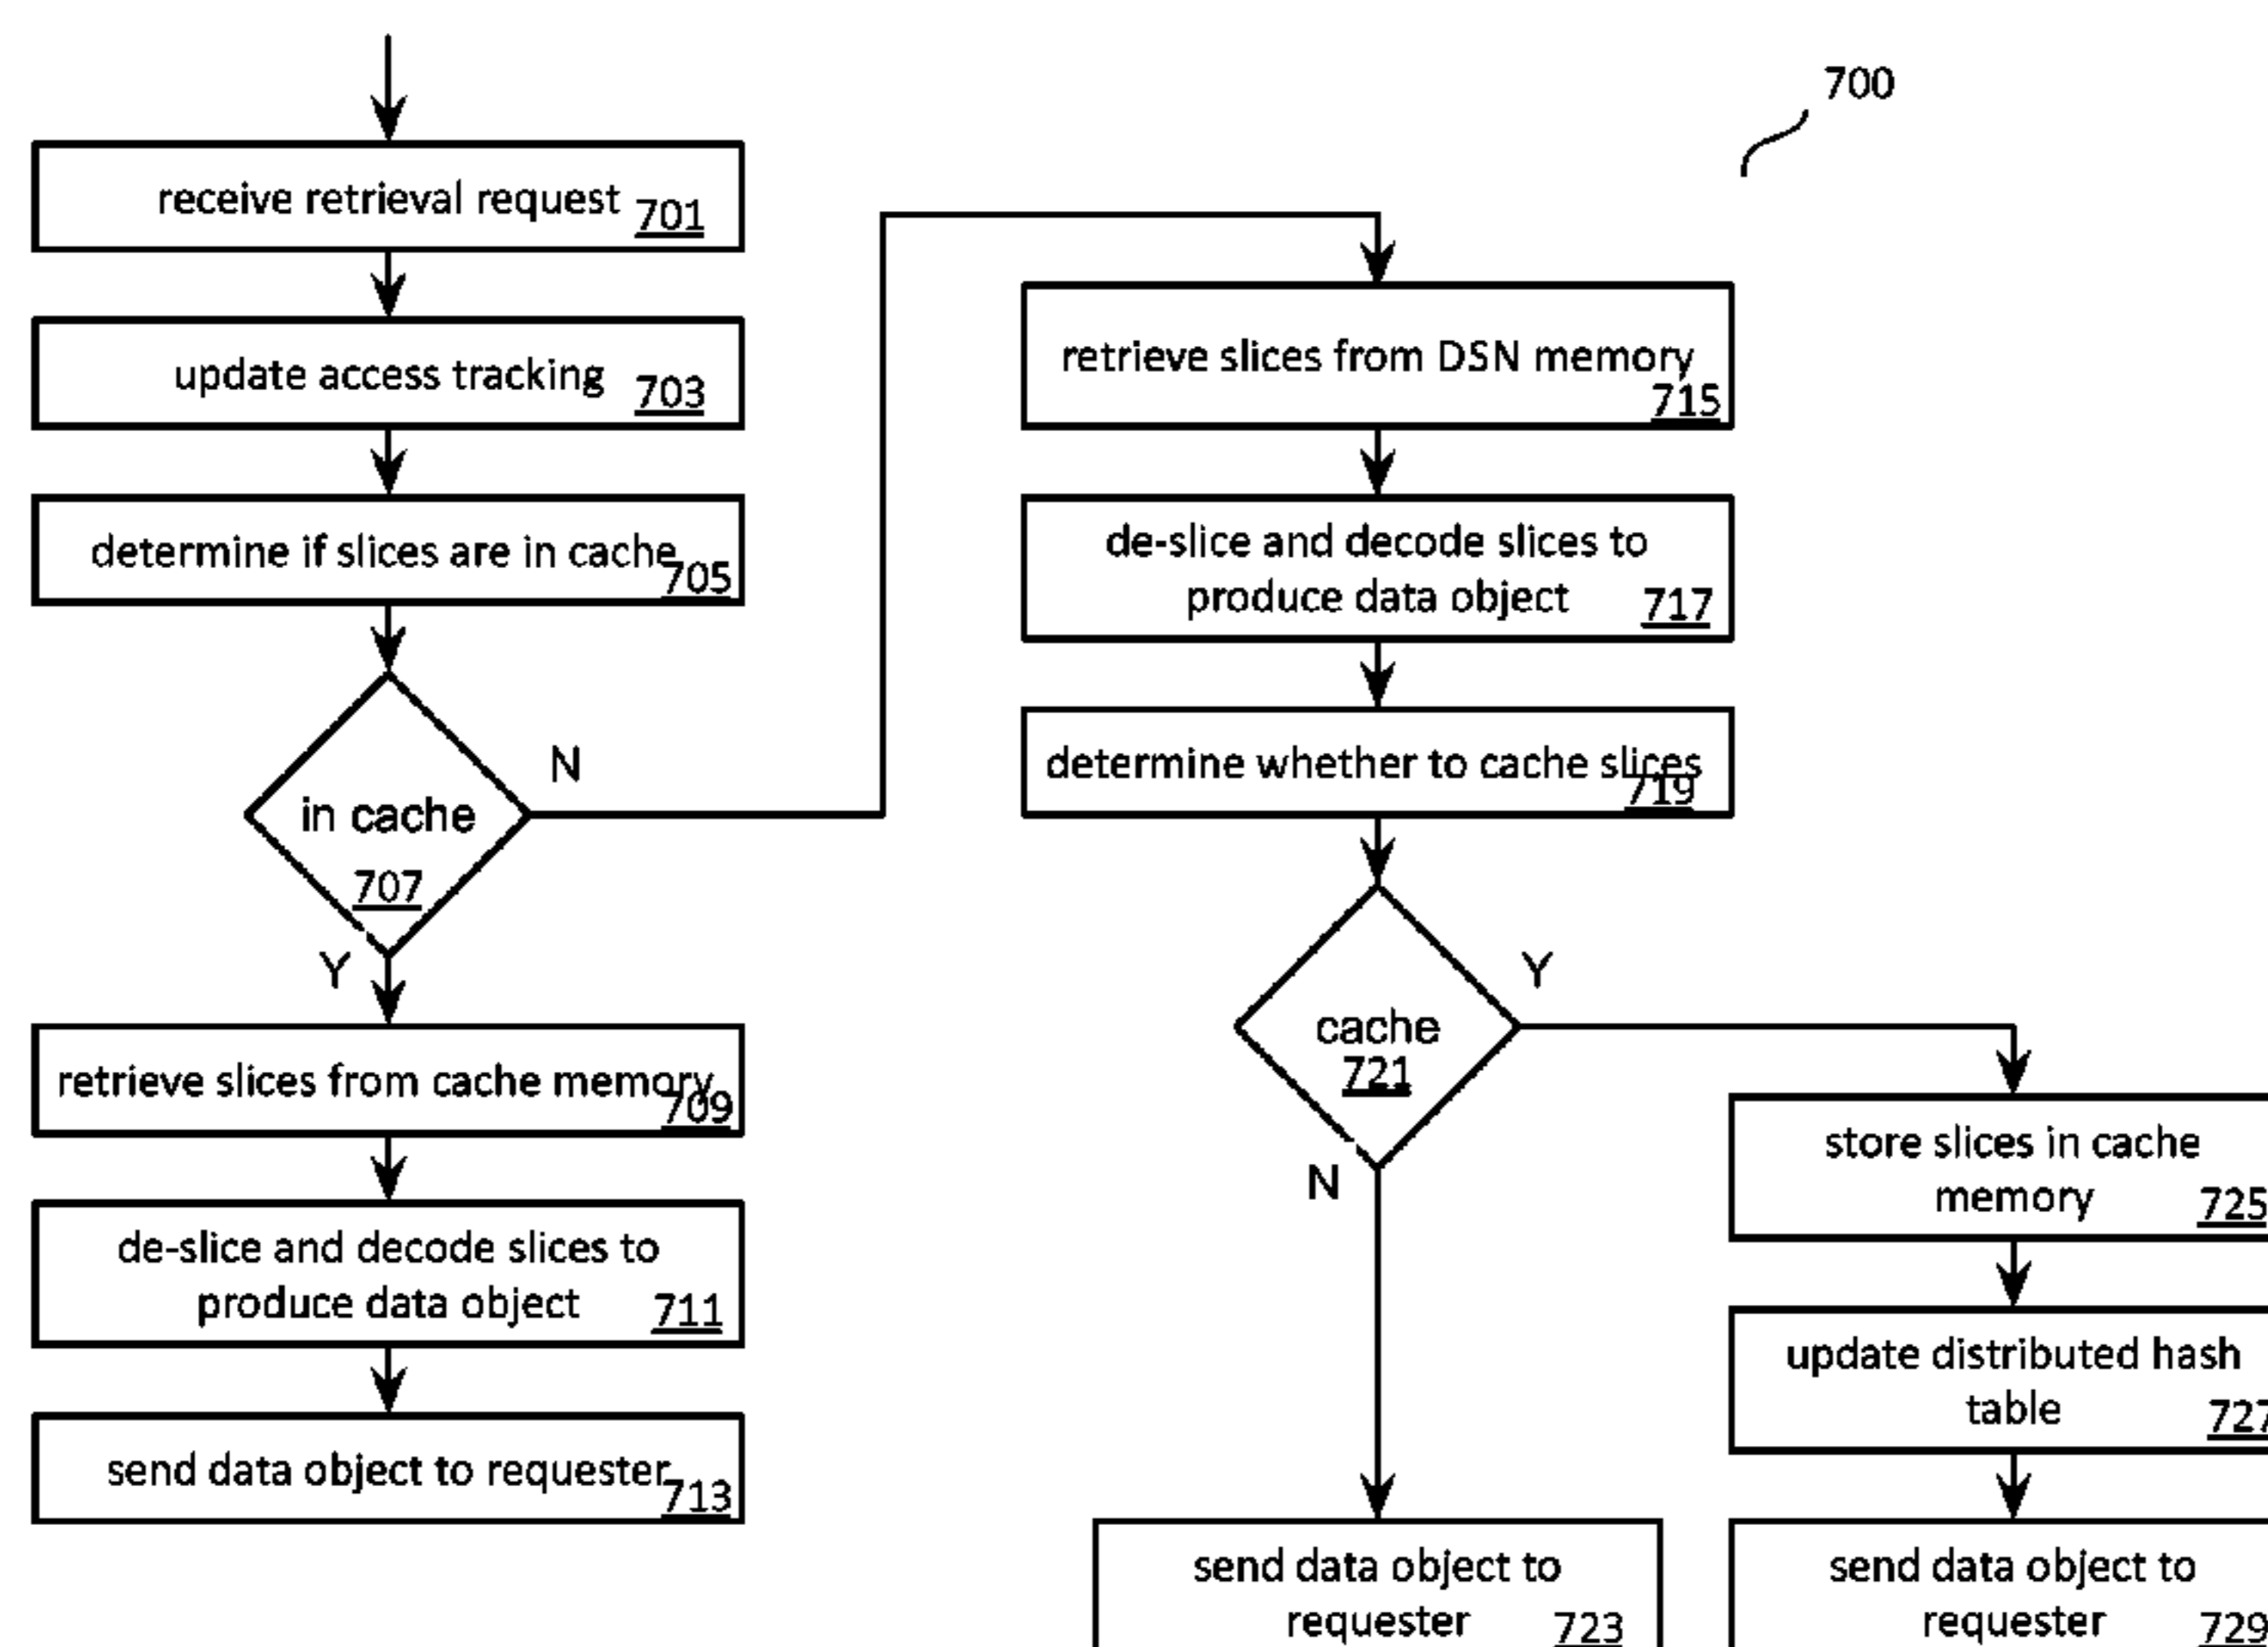 700
receive retrieval request 701
update access tracking 703
determine if slices are in cache 705
in cache
707
N
Y
retrieve slices from cache memory 709
de-slice and decode slices to
produce data object 711
send data object to requester 713
retrieve slices from DSN memory
715
de-slice and decode slices to
produce data object 717
determine whether to cache slices
719
cache
721
Y
N
send data object to
requester 723
store slices in cache
memory 725
update distributed hash
table 727
send data object to
requester 729